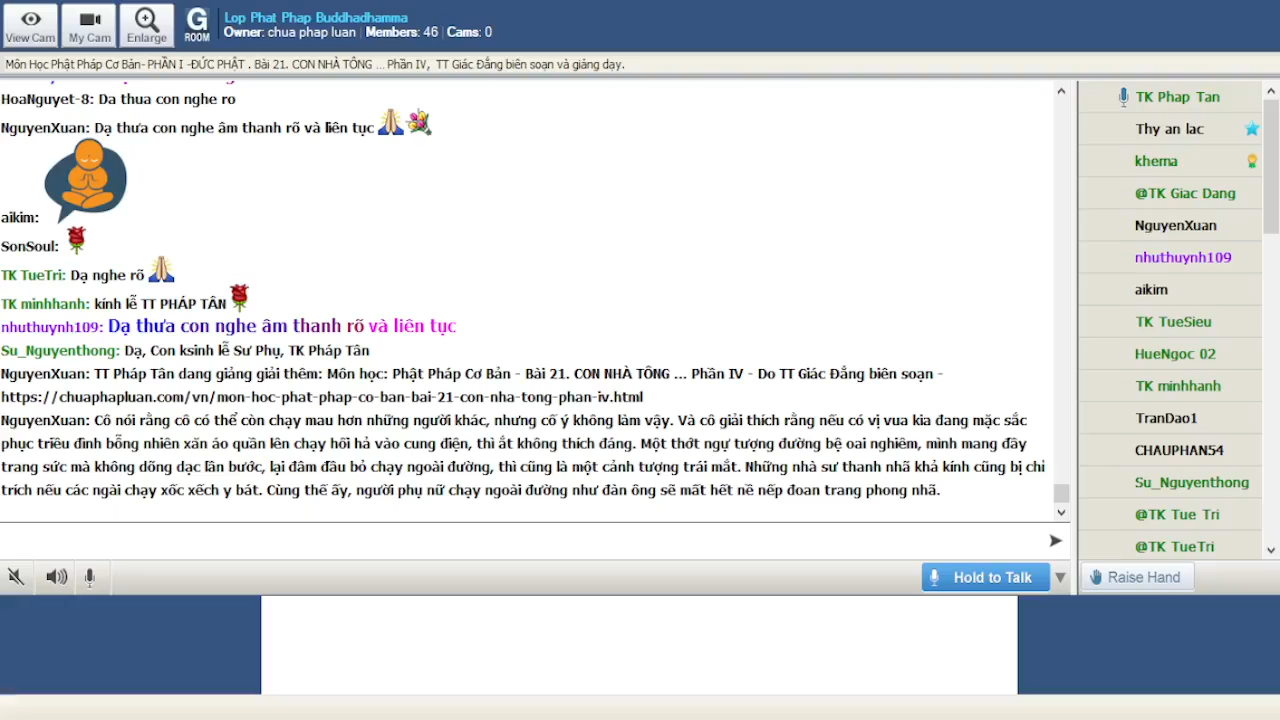 View Cam
My Cam
Enlarge
G
ROOM
Lop Phat Phap Buddhadhamma
Owner: chua phap luan | Members: 46 | Cams: 0
Môn Học Phật Pháp Cơ Bản- PHẦN I -ĐỨC PHẬT . Bài 21. CON NHÀ TÔNG ... Phần IV, TT Giác Đẳng biên soạn và giảng dạy.
HoaNguyet-8: Da thua con nghe ro
NguyenXuan: Dạ thưa con nghe âm thanh rõ và liên tục
aikim:
SonSoul:
TK TueTri: Dạ nghe rõ
TK minhhanh: kính lễ TT PHÁP TÂN
nhuthuynh109: Dạ thưa con nghe âm thanh rõ và liên tục
Su_Nguyenthong: Dạ, Con ksinh lễ Sư Phụ, TK Pháp Tân
NguyenXuan: TT Pháp Tân dang giảng giải thêm: Môn học: Phật Pháp Cơ Bản - Bài 21. CON NHÀ TÔNG ... Phần IV - Do TT Giác Đẳng biên soạn -
https://chuaphapluan.com/vn/mon-hoc-phat-phap-co-ban-bai-21-con-nha-tong-phan-iv.html
NguyenXuan: Cô nói rằng cô có thể còn chạy mau hơn những người khác, nhưng cố ý không làm vậy. Và cô giải thích rằng nếu có vị vua kia đang mặc sắc
phục triều đình bỗng nhiên xăn áo quần lên chạy hối hả vào cung điện, thì ắt không thích đáng. Một thớt ngự tượng đường bệ oai nghiêm, mình mang đầy
trang sức mà không dõng dạc lần bước, lại đâm đầu bỏ chạy ngoài đường, thì cũng là một cảnh tượng trái mắt. Những nhà sư thanh nhã khả kính cũng bị chỉ
trích nếu các ngài chạy xốc xếch y bát. Cùng thế ấy, người phụ nữ chạy ngoài đường như đàn ông sẽ mất hết nề nếp đoan trang phong nhã.
TK Phap Tan
Thy an lac
khema
@TK Giac Dang
NguyenXuan
nhuthuynh109
aikim
TK TueSieu
HueNgoc 02
TK minhhanh
TranDao1
CHAUPHAN54
Su_Nguyenthong
@TK Tue Tri
@TK TueTri
Hold to Talk
Raise Hand